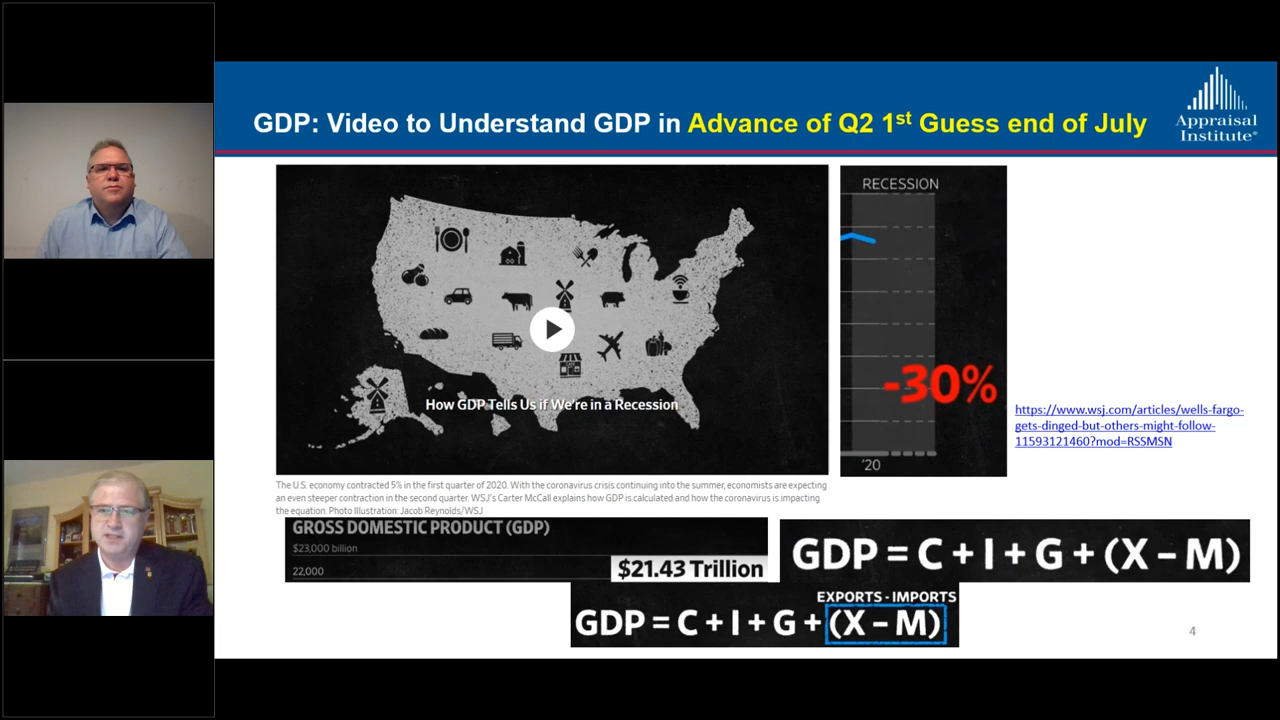 GDP: Video to Understand GDP in Advance of Q2 1st Guess end of July
Appraisal
Institute®
How GDP Tells Us if We're in a Recession
RECESSION
-30%
'20
https://www.wsj.com/articles/wells-fargo-
gets-dinged-but-others-might-follow-
11593121460?mod=RSSMSN
The U.S. economy contracted 5% in the first quarter of 2020. With the coronavirus crisis continuing into the summer, economists are expecting
an even steeper contraction in the second quarter. WSJ's Carter McCall explains how GDP is calculated and how the coronavirus is impacting
the equation. Photo Illustration: Jacob Reynolds/WSJ
GROSS DOMESTIC PRODUCT (GDP)
$23,000 billion
22,000
$21.43 Trillion
GDP = C + I + G + (X – M)
EXPORTS - IMPORTS
GDP = C + I + G + (X – M)
4